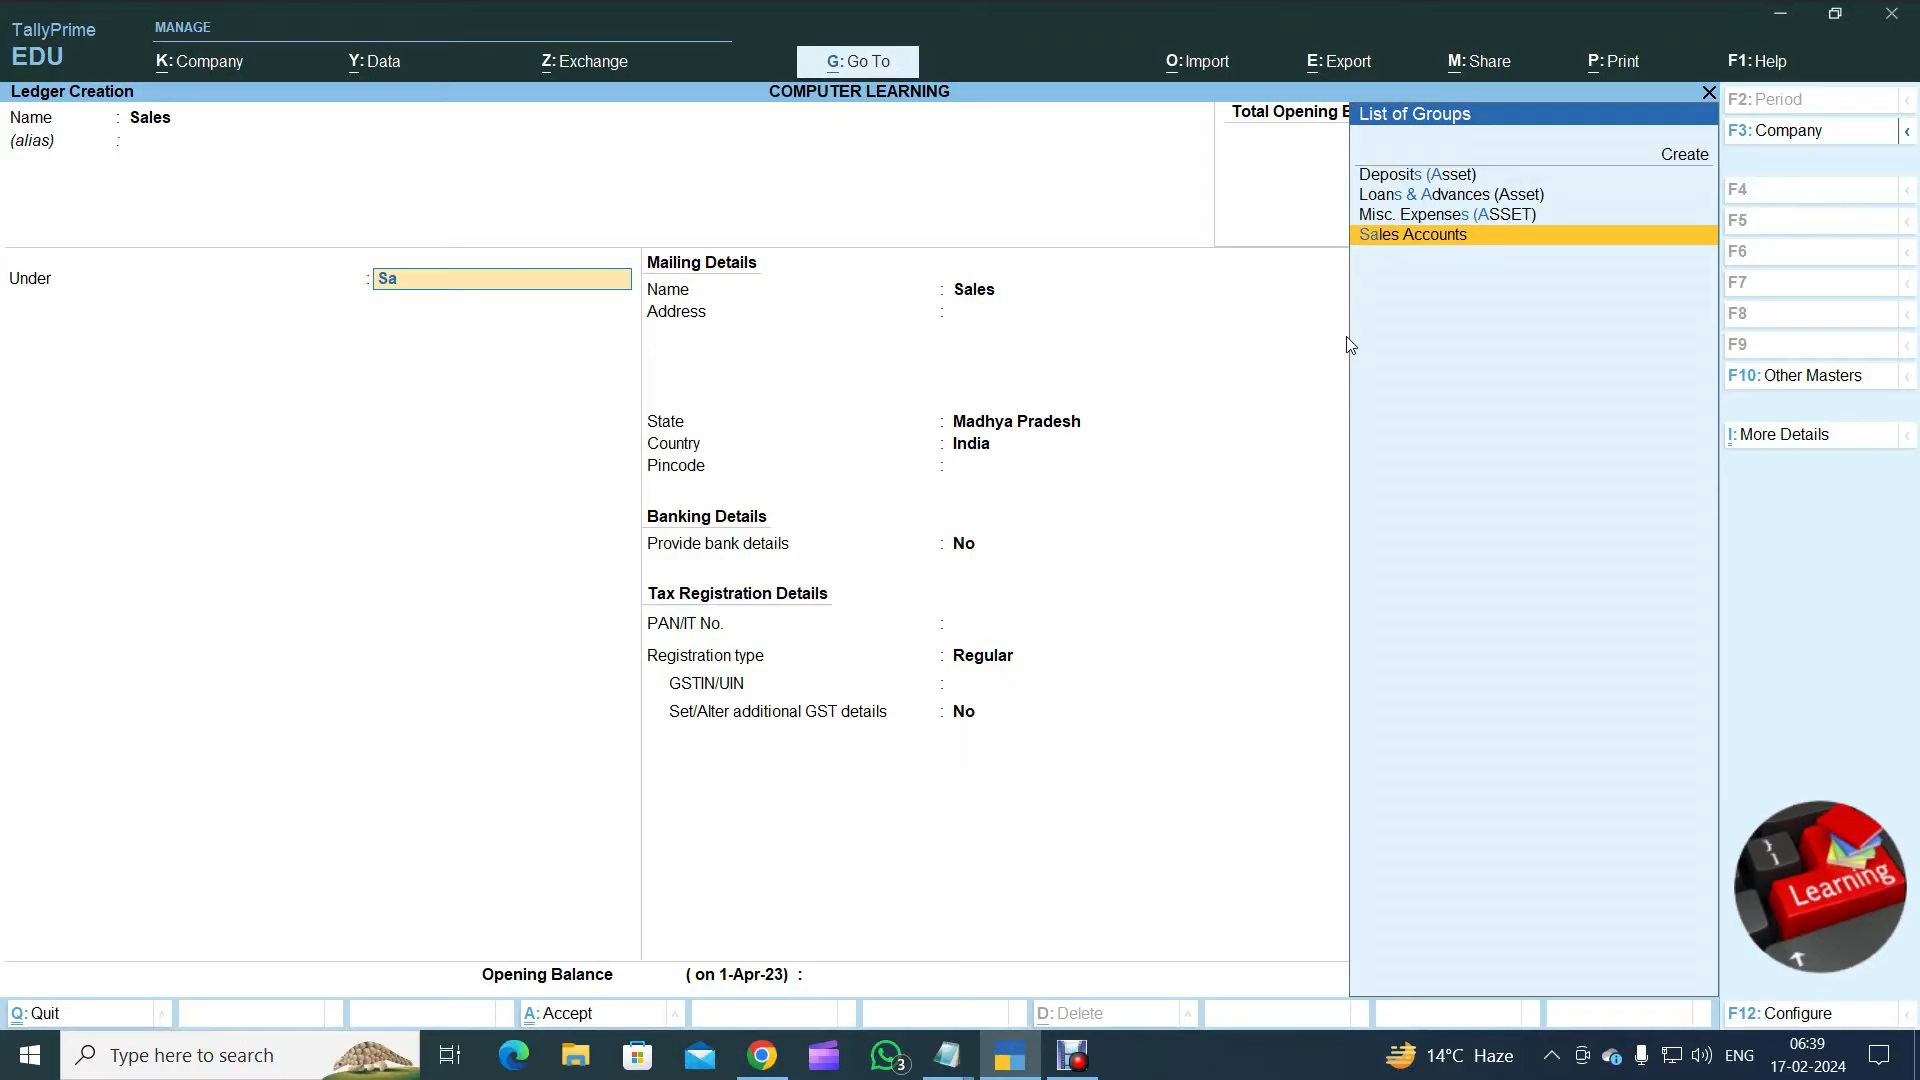 TallyPrime
EDU
MANAGE
K: Company
Y: Data
Z: Exchange
G: Go To
O: Import
E: Export
M: Share
P: Print
F1: Help
Ledger Creation
COMPUTER LEARNING
Name : Sales
(alias) :
Total Opening B
Under : Sa
Mailing Details
Name : Sales
Address :
State : Madhya Pradesh
Country : India
Pincode :
Banking Details
Provide bank details : No
Tax Registration Details
PAN/IT No. :
Registration type : Regular
GSTIN/UIN :
Set/Alter additional GST details : No
Opening Balance ( on 1-Apr-23) :
List of Groups
Create
Deposits (Asset)
Loans & Advances (Asset)
Misc. Expenses (ASSET)
Sales Accounts
F2: Period
F3: Company
F4
F5
F6
F7
F8
F9
F10: Other Masters
I: More Details
Learning
Q: Quit
A: Accept
D: Delete
F12: Configure
Type here to search
3
14°C Haze
ENG
06:39
17-02-2024